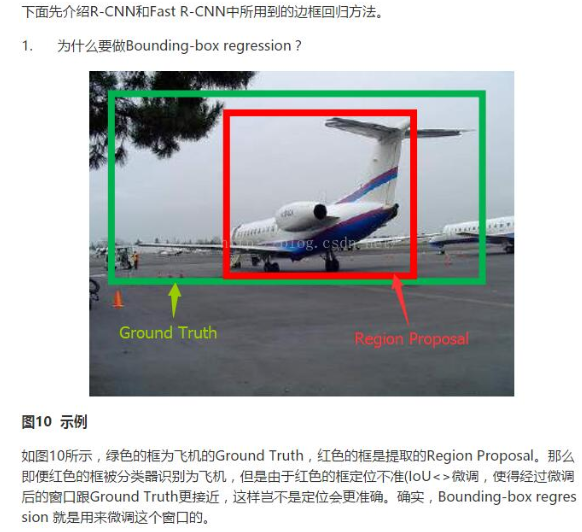 下面先介绍R-CNN和Fast R-CNN中所用到的边框回归方法。
1. 为什么要做Bounding-box regression？
http://blog.csdn.net/
Ground Truth
Region Proposal
图10 示例
如图10所示，绿色的框为飞机的Ground Truth，红色的框是提取的Region Proposal。那么
即便红色的框被分类器识别为飞机，但是由于红色的框定位不准(IoU<>微调，使得经过微调
后的窗口跟Ground Truth更接近，这样岂不是定位会更准确。确实，Bounding-box regres
sion 就是用来微调这个窗口的。